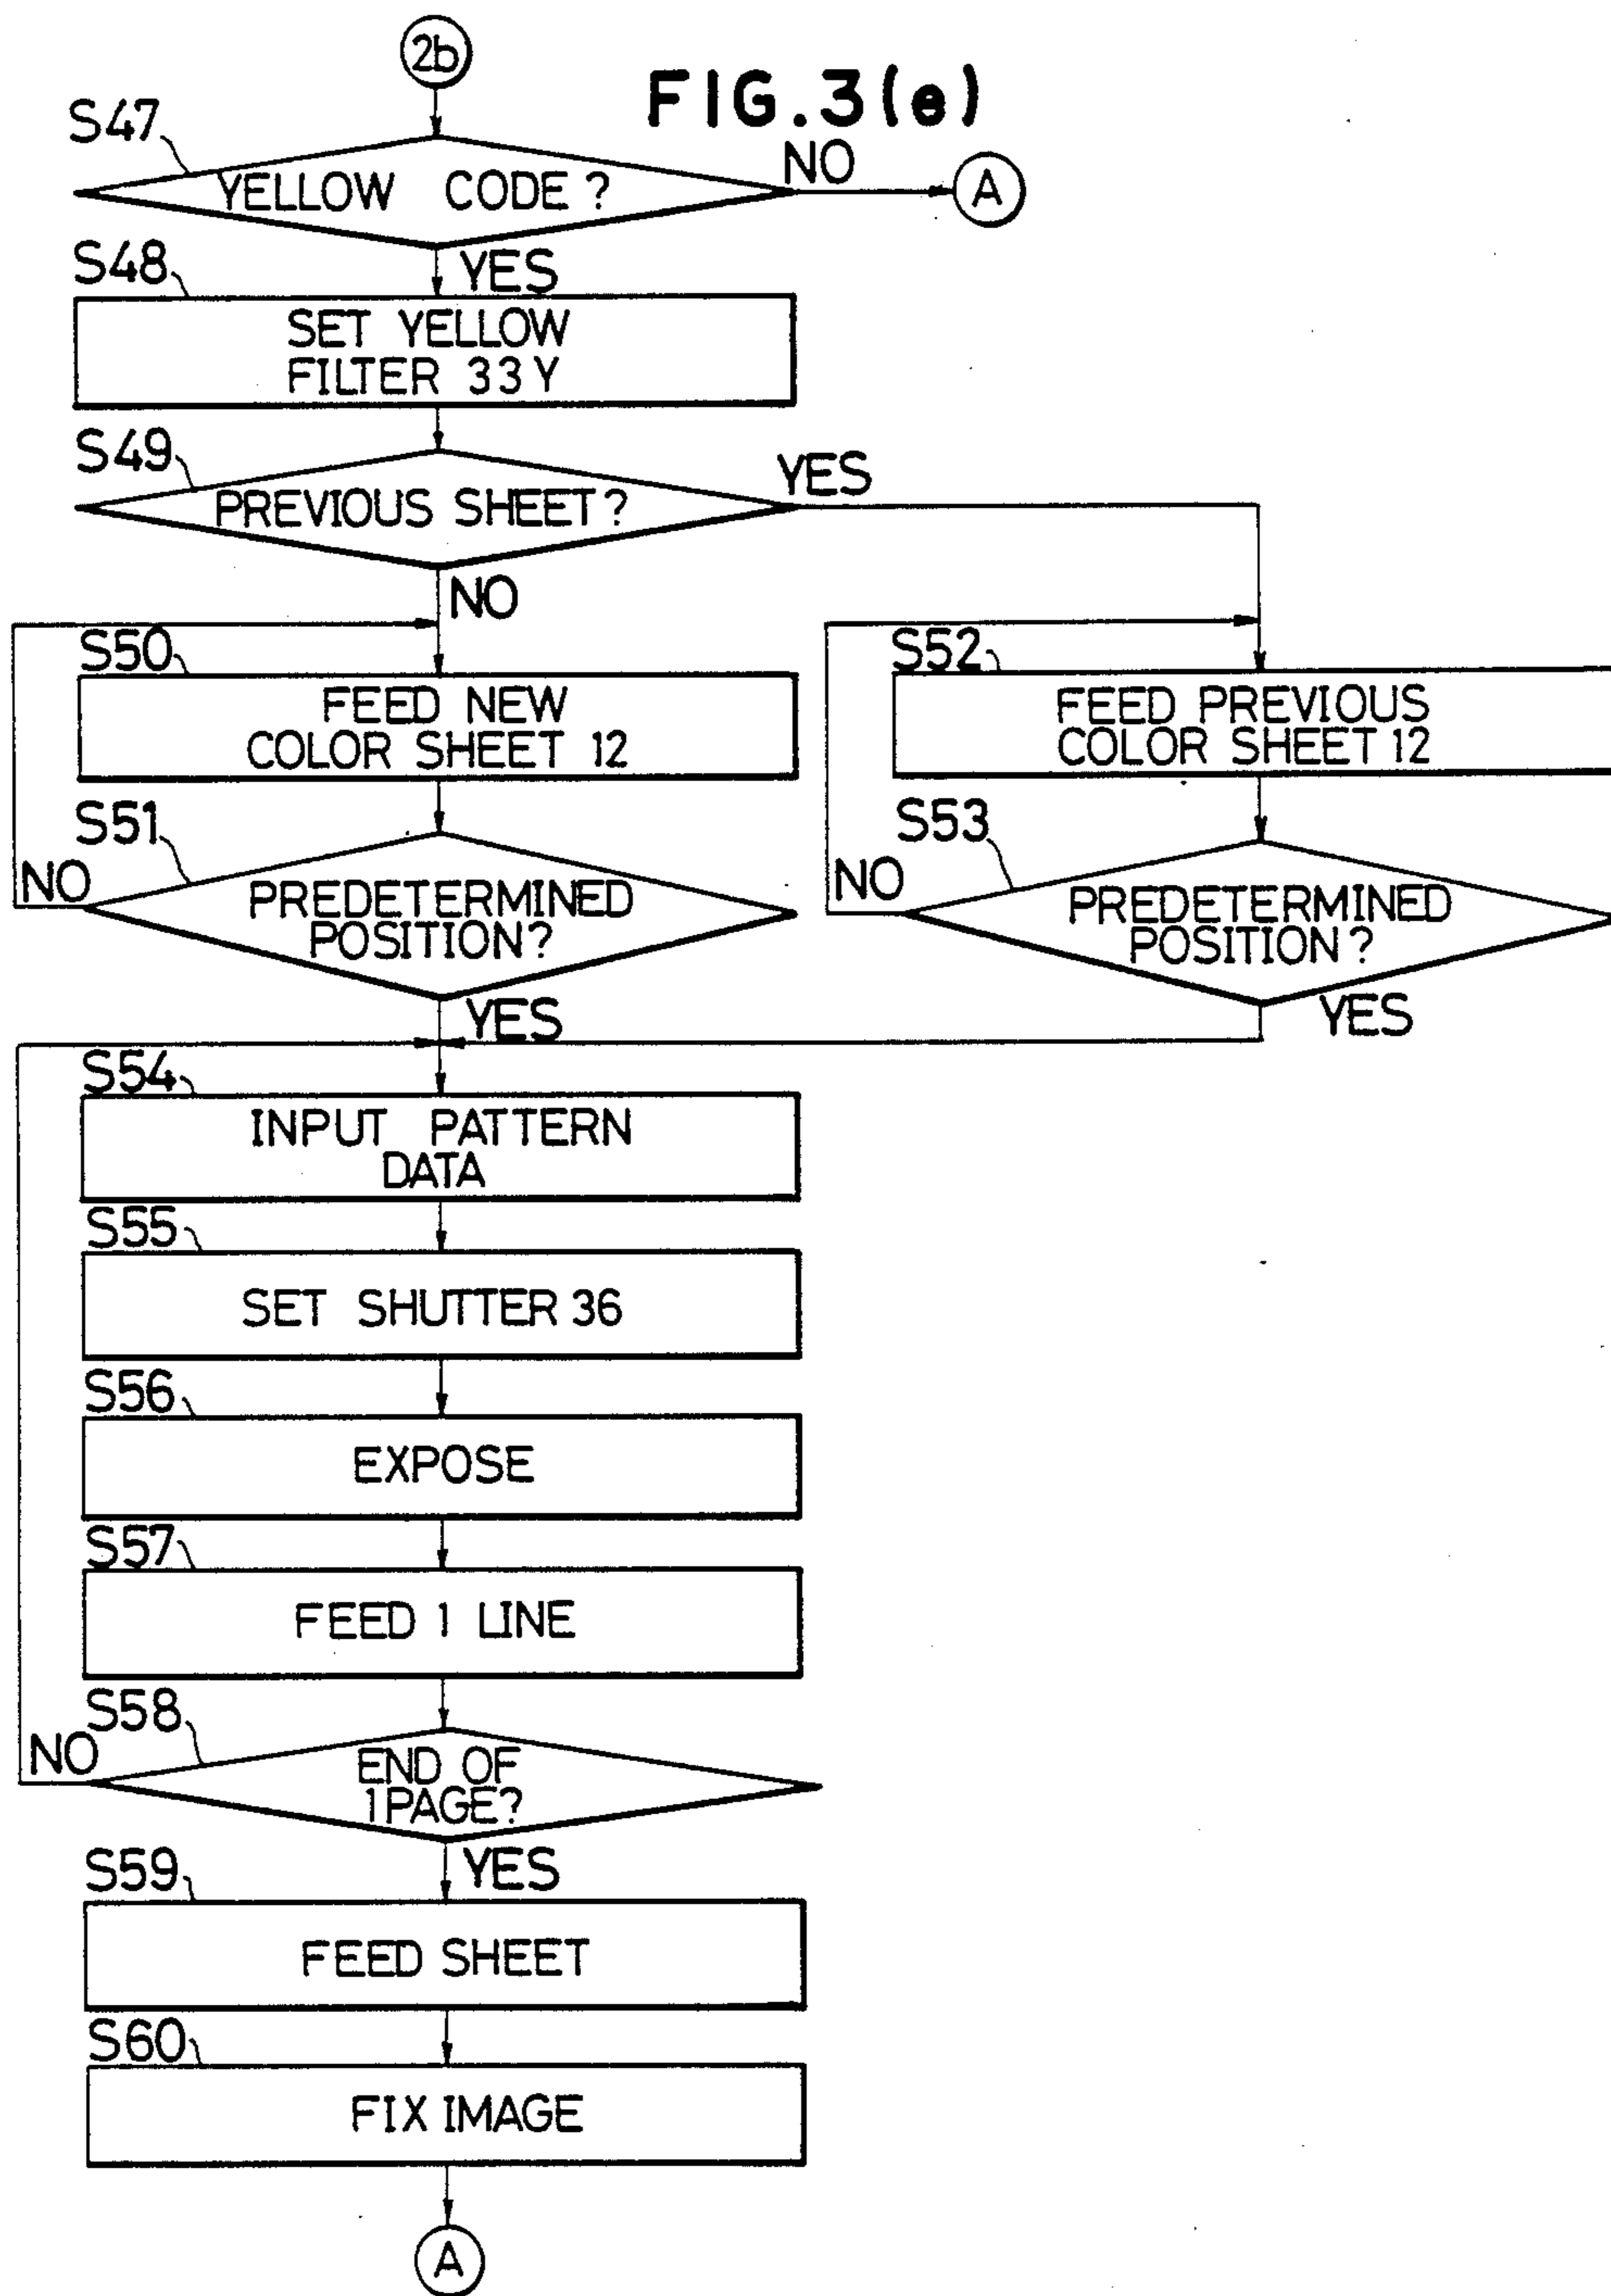 2b
FIG.3(e)
S47
YELLOW CODE?
NO
A
YES
S48
SET YELLOW
FILTER 33Y
S49
PREVIOUS SHEET?
YES
NO
S50
FEED NEW
COLOR SHEET 12
S52
FEED PREVIOUS
COLOR SHEET 12
S51
NO
PREDETERMINED
POSITION?
YES
S53
NO
PREDETERMINED
POSITION?
YES
S54
INPUT PATTERN
DATA
S55
SET SHUTTER 36
S56
EXPOSE
S57
FEED 1 LINE
S58
NO
END OF
1 PAGE?
YES
S59
FEED SHEET
S60
FIX IMAGE
A